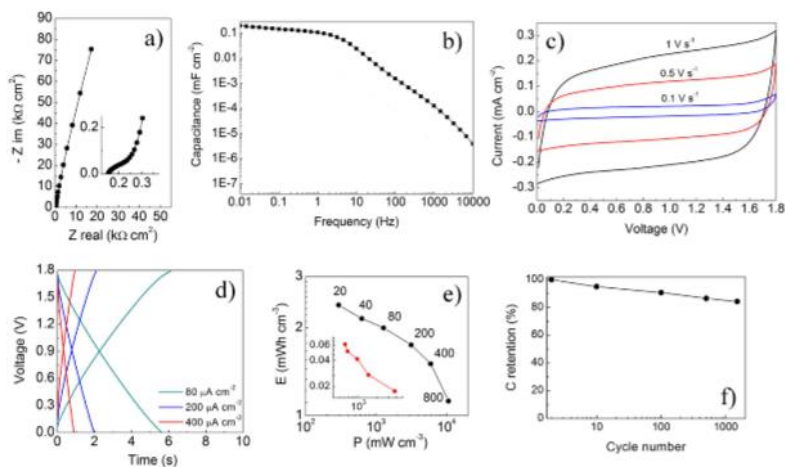 a)
- Z im (kΩ cm²)
90
80
70
60
50
40
30
20
10
0
0.2
0.0
0.2 0.3
0 10 20 30 40 50
Z real (kΩ cm²)
b)
Capacitance (mF cm⁻²)
0.1
0.01
1E-3
1E-4
1E-5
1E-6
1E-7
0.01 0.1 1 10 100 1000 10000
Frequency (Hz)
c)
Current (mA cm⁻²)
0.3
0.2
0.1
0.0
-0.1
-0.2
-0.3
1 V s⁻¹
0.5 V s⁻¹
0.1 V s⁻¹
0.0 0.2 0.4 0.6 0.8 1.0 1.2 1.4 1.6 1.8
Voltage (V)
d)
Voltage (V)
1.8
1.5
1.2
0.9
0.6
0.3
0.0
80 μA cm⁻²
200 μA cm⁻²
400 μA cm⁻²
0 2 4 6 8 10
Time (s)
e)
E (mWh cm⁻³)
3
2
1
20
40
80
200
400
800
0.06
0.04
0.02
10³
10² 10³ 10⁴
P (mW cm⁻³)
f)
C retention (%)
100
80
60
40
20
0
10 100 1000
Cycle number